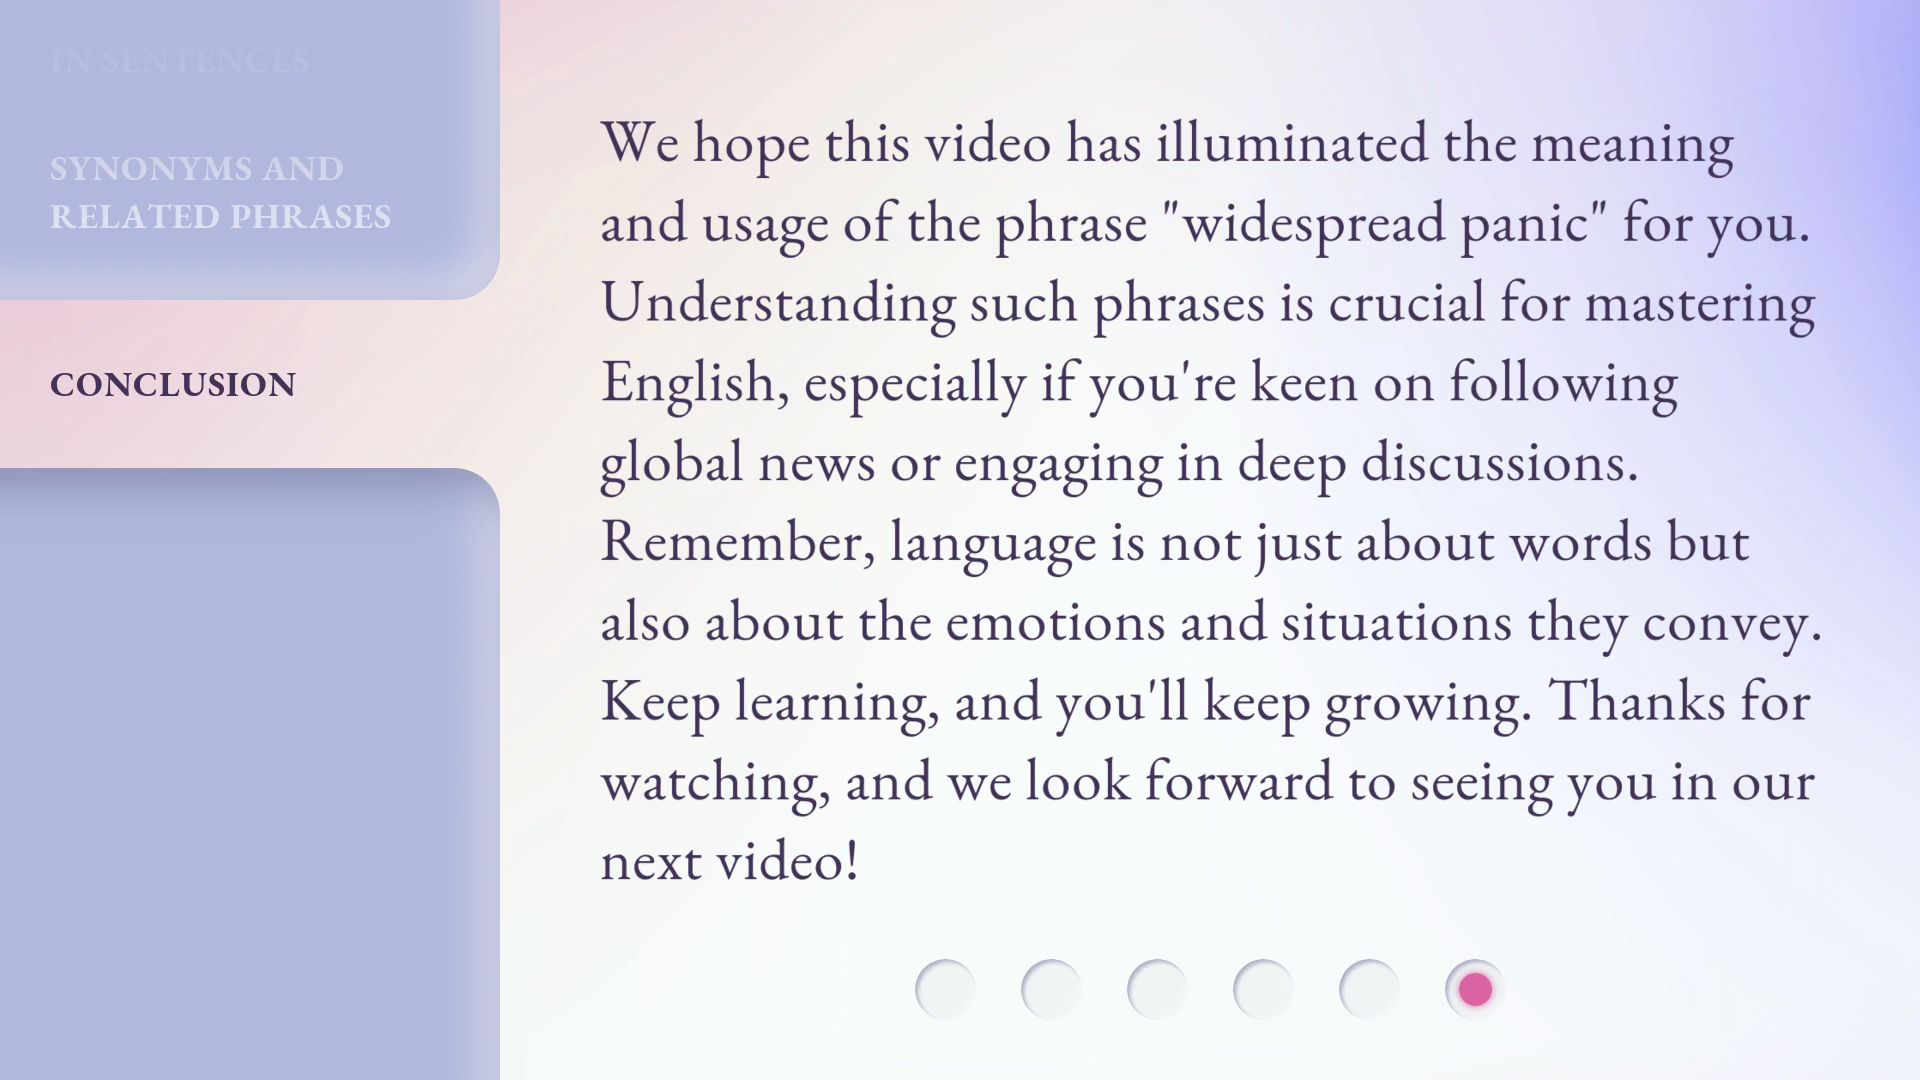 IN SENTENCES
SYNONYMS AND
RELATED PHRASES
CONCLUSION
We hope this video has illuminated the meaning
and usage of the phrase "widespread panic" for you.
Understanding such phrases is crucial for mastering
English, especially if you're keen on following
global news or engaging in deep discussions.
Remember, language is not just about words but
also about the emotions and situations they convey.
Keep learning, and you'll keep growing. Thanks for
watching, and we look forward to seeing you in our
next video!